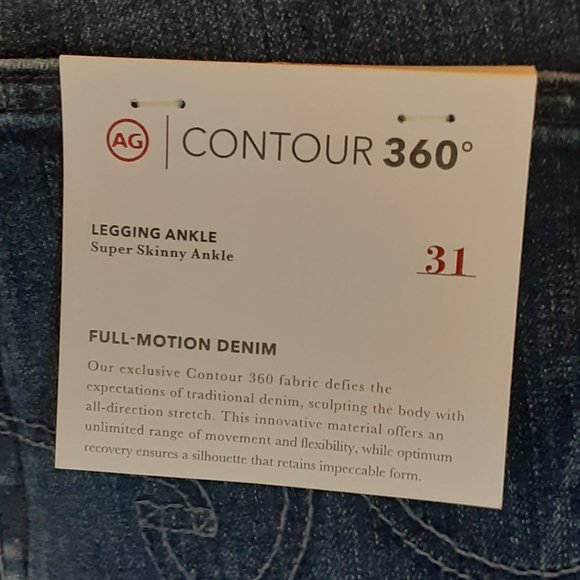 AG | CONTOUR 360°
LEGGING ANKLE
Super Skinny Ankle
31
FULL-MOTION DENIM
Our exclusive Contour 360 fabric defies the
expectations of traditional denim, sculpting the body with
all-direction stretch. This innovative material offers an
unlimited range of movement and flexibility, while optimum
recovery ensures a silhouette that retains impeccable form.